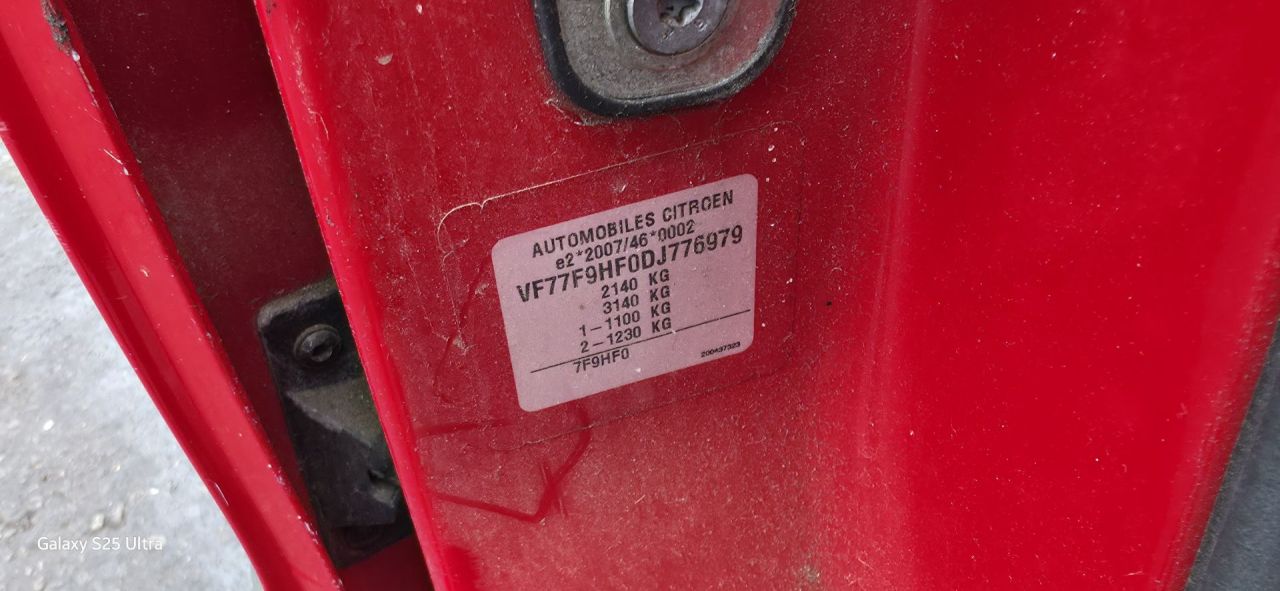 AUTOMOBILES CITROEN
e2*2007/46*0002
VF77F9HF0DJ776979
2140 KG
3140 KG
1-1100 KG
2-1230 KG
7F9HF0
200437323
Galaxy S25 Ultra